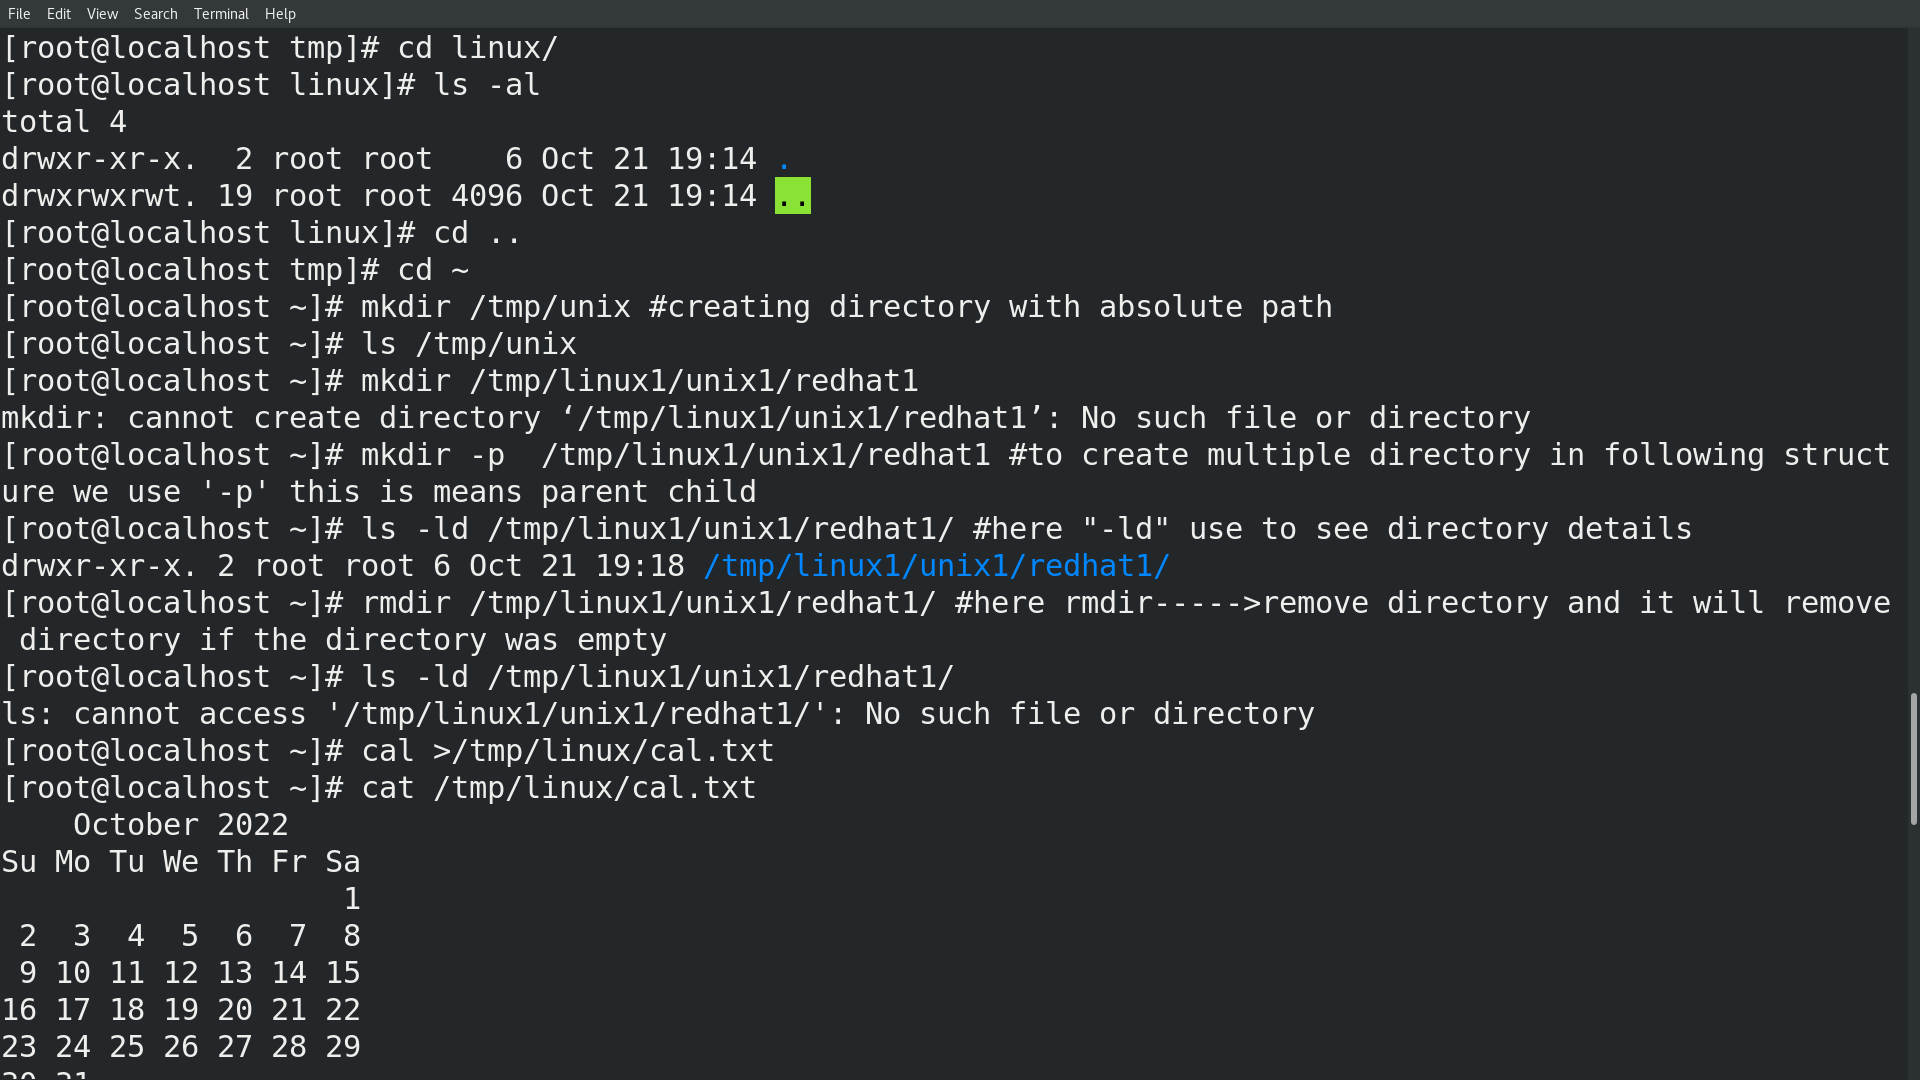 File Edit View Search Terminal Help
[root@localhost tmp]# cd linux/
[root@localhost linux]# ls -al
total 4
drwxr-xr-x.  2 root root    6 Oct 21 19:14 .
drwxrwxrwt. 19 root root 4096 Oct 21 19:14 ..
[root@localhost linux]# cd ..
[root@localhost tmp]# cd ~
[root@localhost ~]# mkdir /tmp/unix #creating directory with absolute path
[root@localhost ~]# ls /tmp/unix
[root@localhost ~]# mkdir /tmp/linux1/unix1/redhat1
mkdir: cannot create directory ‘/tmp/linux1/unix1/redhat1’: No such file or directory
[root@localhost ~]# mkdir -p  /tmp/linux1/unix1/redhat1 #to create multiple directory in following struct
ure we use '-p' this is means parent child
[root@localhost ~]# ls -ld /tmp/linux1/unix1/redhat1/ #here "-ld" use to see directory details
drwxr-xr-x. 2 root root 6 Oct 21 19:18 /tmp/linux1/unix1/redhat1/
[root@localhost ~]# rmdir /tmp/linux1/unix1/redhat1/ #here rmdir----->remove directory and it will remove
 directory if the directory was empty
[root@localhost ~]# ls -ld /tmp/linux1/unix1/redhat1/
ls: cannot access '/tmp/linux1/unix1/redhat1/': No such file or directory
[root@localhost ~]# cal >/tmp/linux/cal.txt
[root@localhost ~]# cat /tmp/linux/cal.txt
    October 2022
Su Mo Tu We Th Fr Sa
                   1
 2  3  4  5  6  7  8
 9 10 11 12 13 14 15
16 17 18 19 20 21 22
23 24 25 26 27 28 29
30 31